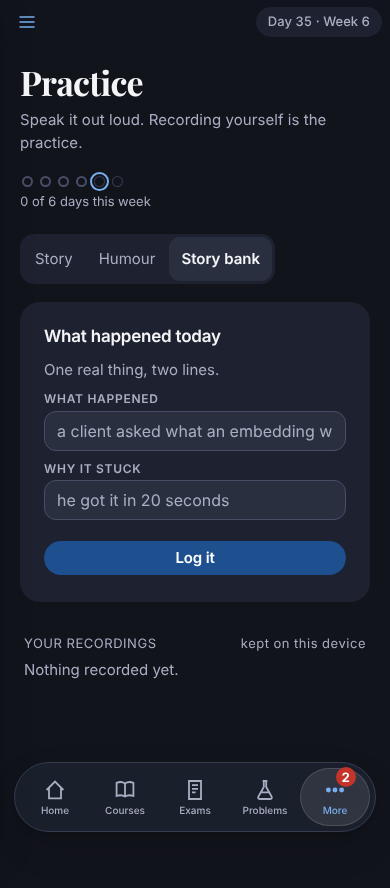 Day 35 · Week 6
Practice
Speak it out loud. Recording yourself is the
practice.
0 of 6 days this week
Story Humour Story bank
What happened today
One real thing, two lines.
WHAT HAPPENED
a client asked what an embedding w
WHY IT STUCK
he got it in 20 seconds
Log it
YOUR RECORDINGS kept on this device
Nothing recorded yet.
2
Home Courses Exams Problems More